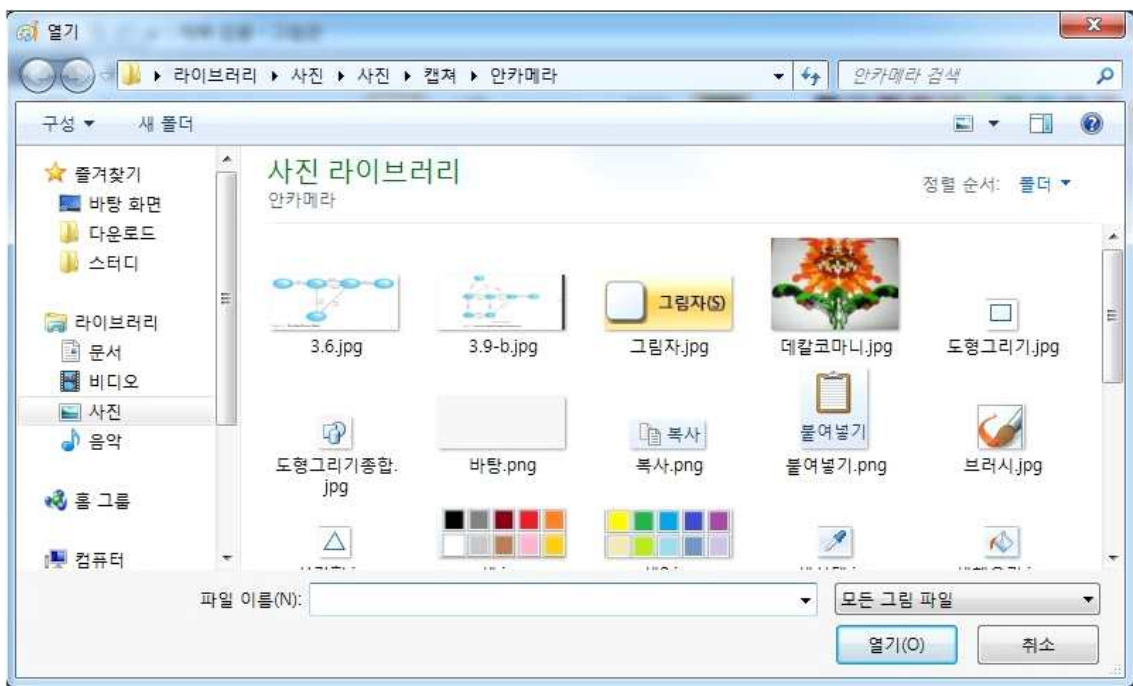 열기
라이브러리 ▸ 사진 ▸ 사진 ▸ 캡쳐 ▸ 안카메라
안카메라 검색
구성
새 폴더
즐겨찾기
바탕 화면
다운로드
스터디
라이브러리
문서
비디오
사진
음악
홈 그룹
컴퓨터
사진 라이브러리
안카메라
정렬 순서: 폴더
그림자(S)
3.6.jpg
3.9-b.jpg
그림자.jpg
데칼코마니.jpg
도형그리기.jpg
복사
붙여넣기
도형그리기종합.
jpg
바탕.png
복사.png
붙여넣기.png
브러시.jpg
파일 이름(N):
모든 그림 파일
열기(O)
취소